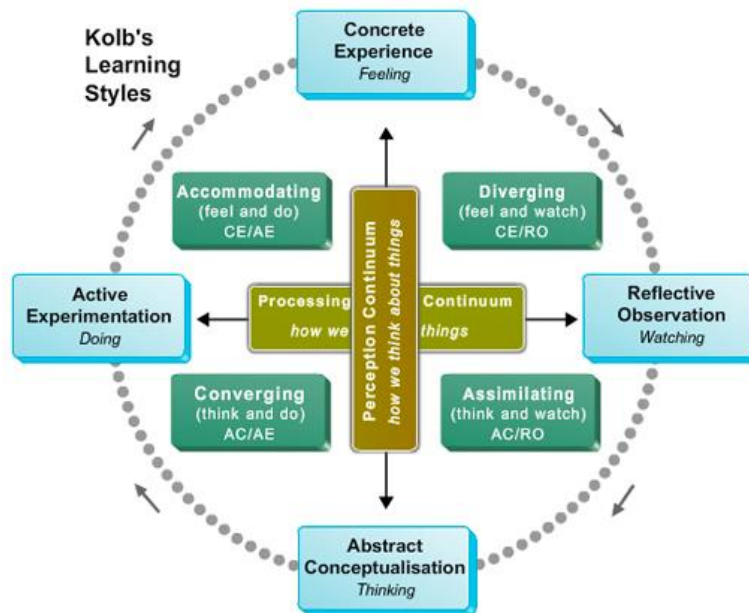 Kolb's
Learning
Styles
Concrete
Experience
Feeling
Accommodating
(feel and do)
CE/AE
Diverging
(feel and watch)
CE/RO
Active
Experimentation
Doing
Processing Continuum
how we things
Perception Continuum
how we think about things
Reflective
Observation
Watching
Converging
(think and do)
AC/AE
Assimilating
(think and watch)
AC/RO
Abstract
Conceptualisation
Thinking